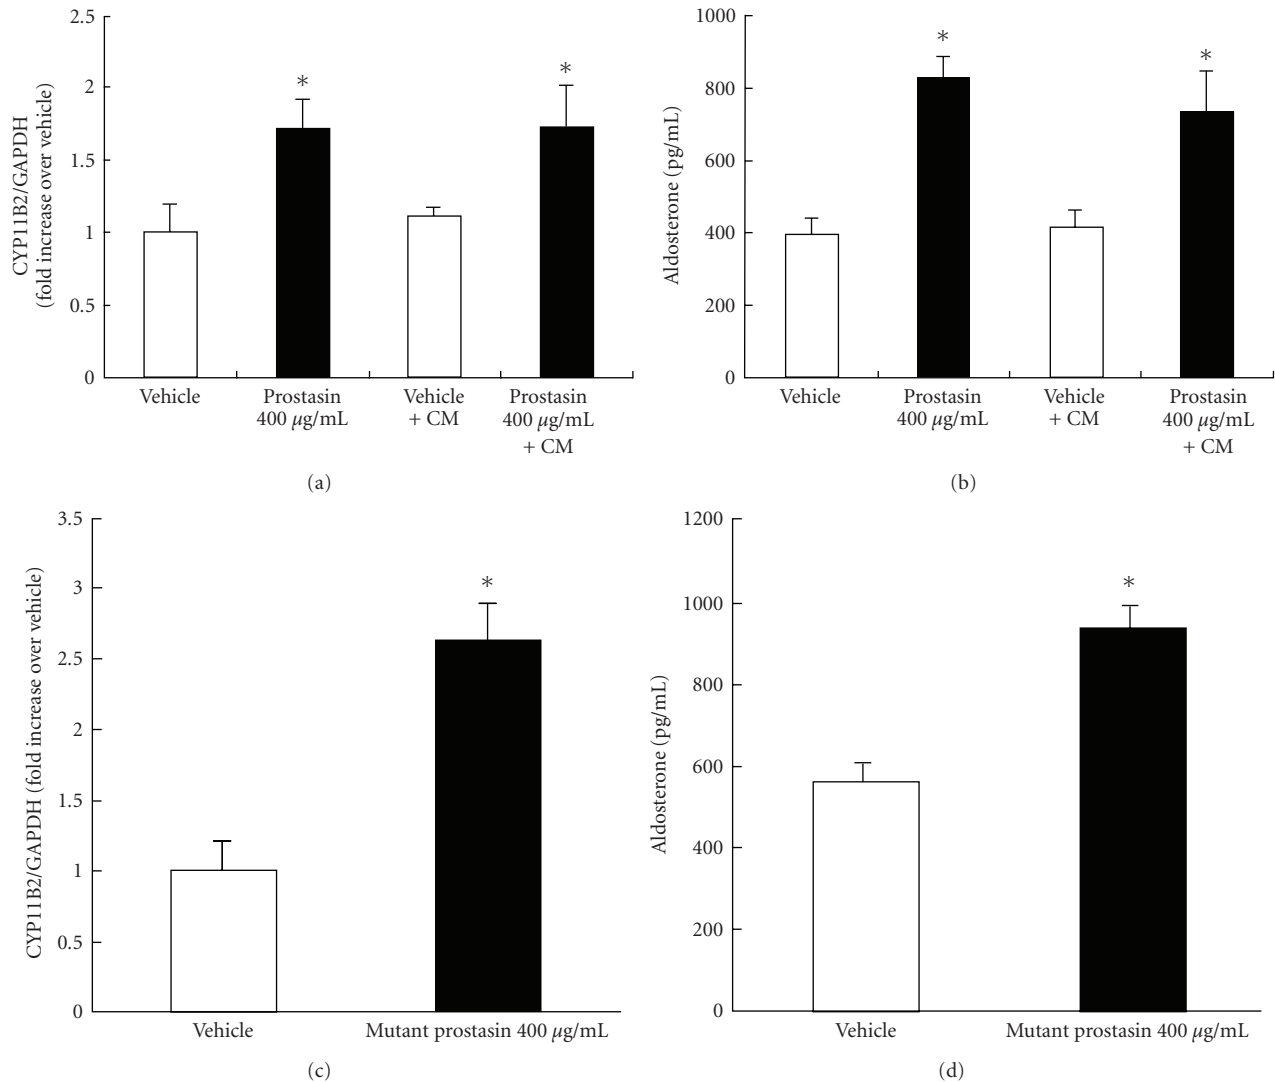 2.5
2
1.5
1
0.5
0
CYP11B2/GAPDH
(fold increase over vehicle)
*
*
Vehicle
Prostasin
400 µg/mL
Vehicle
+ CM
Prostasin
400 µg/mL
+ CM
(a)
1000
800
600
400
200
0
Aldosterone (pg/mL)
*
*
Vehicle
Prostasin
400 µg/mL
Vehicle
+ CM
Prostasin
400 µg/mL
+ CM
(b)
3.5
3
2.5
2
1.5
1
0.5
0
CYP11B2/GAPDH (fold increase over vehicle)
*
Vehicle
Mutant prostasin 400 µg/mL
(c)
1200
1000
800
600
400
200
0
Aldosterone (pg/mL)
*
Vehicle
Mutant prostasin 400 µg/mL
(d)